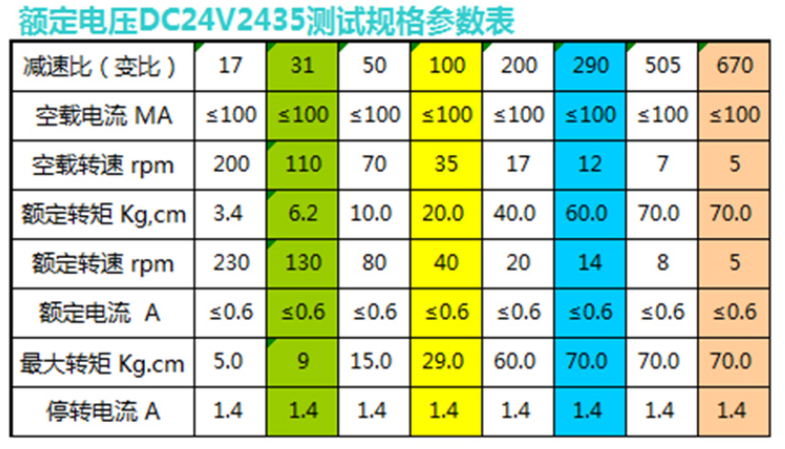 额定电压DC24V2435测试规格参数表
减速比（变比） 17 31 50 100 200 290 505 670
空载电流 MA ≤100 ≤100 ≤100 ≤100 ≤100 ≤100 ≤100 ≤100
空载转速 rpm 200 110 70 35 17 12 7 5
额定转矩 Kg,cm 3.4 6.2 10.0 20.0 40.0 60.0 70.0 70.0
额定转速 rpm 230 130 80 40 20 14 8 5
额定电流 A ≤0.6 ≤0.6 ≤0.6 ≤0.6 ≤0.6 ≤0.6 ≤0.6 ≤0.6
最大转矩 Kg.cm 5.0 9 15.0 29.0 60.0 70.0 70.0 70.0
停转电流 A 1.4 1.4 1.4 1.4 1.4 1.4 1.4 1.4